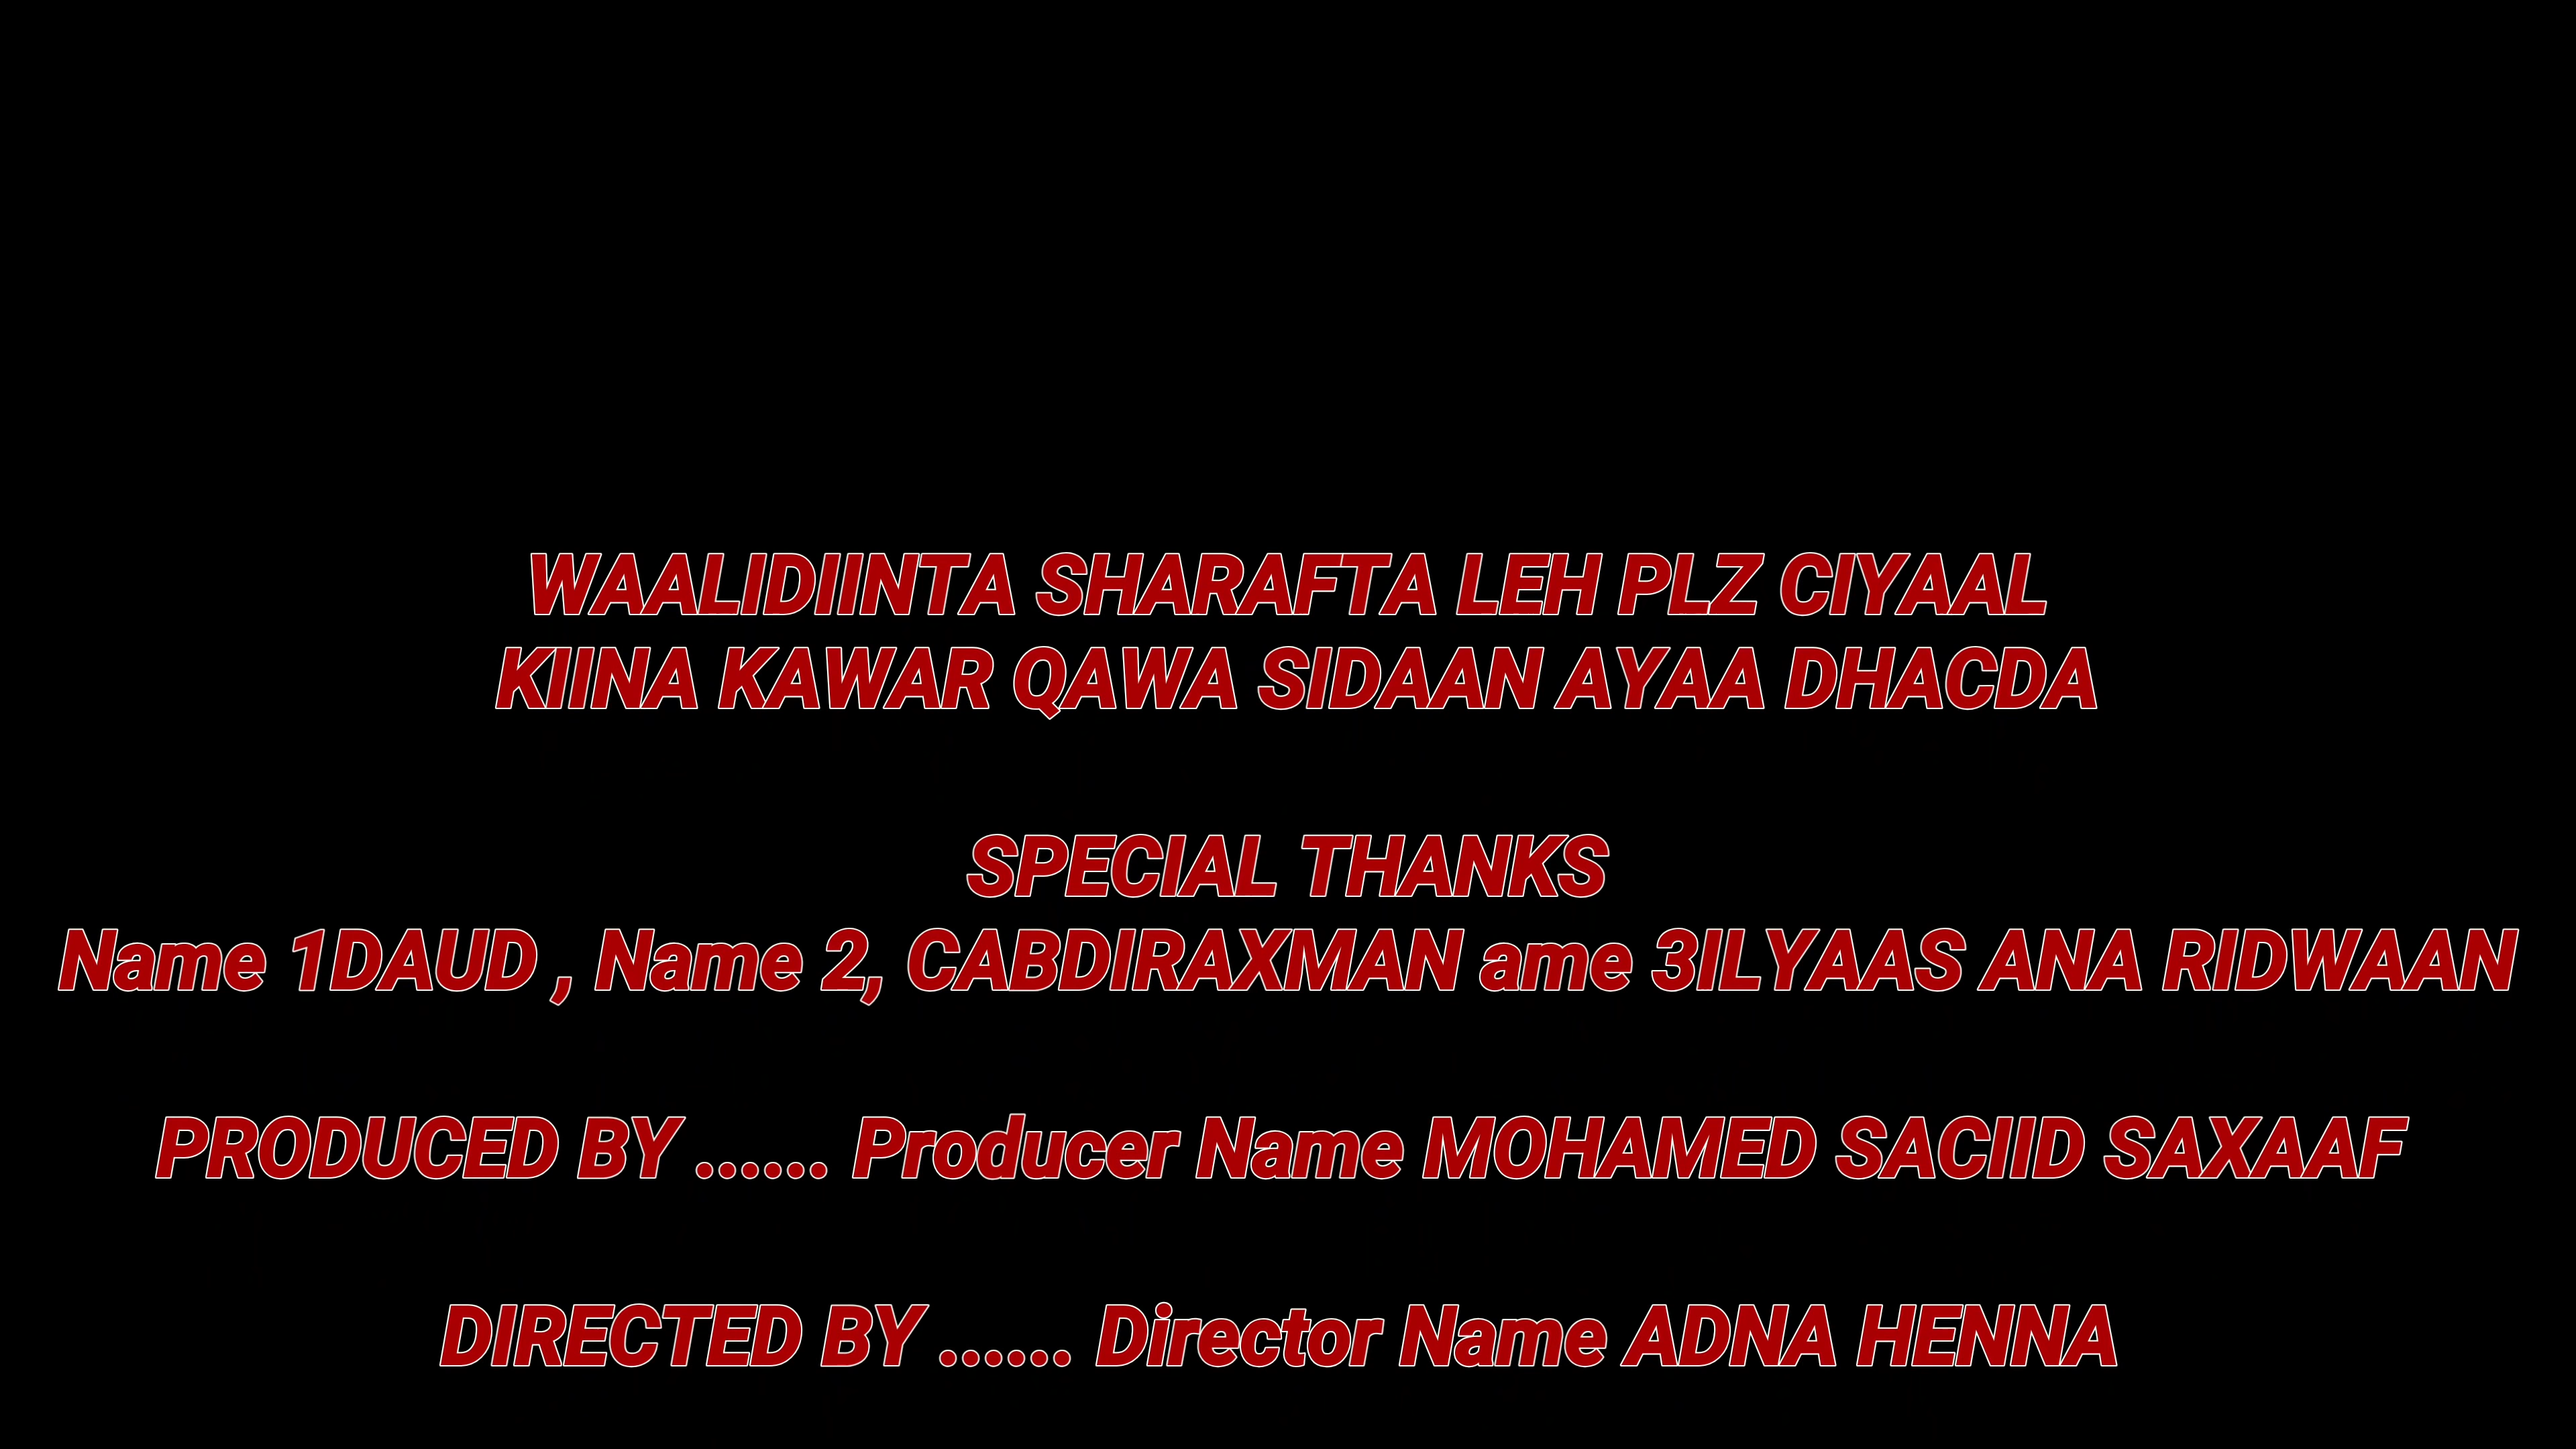 WAALIDIINTA SHARAFTA LEH PLZ CIYAAL
KIINA KAWAR QAWA SIDAAN AYAA DHACDA
SPECIAL THANKS
Name 1DAUD , Name 2, CABDIRAXMAN ame 3ILYAAS ANA RIDWAAN
PRODUCED BY ...... Producer Name MOHAMED SACIID SAXAAF
DIRECTED BY ...... Director Name ADNA HENNA